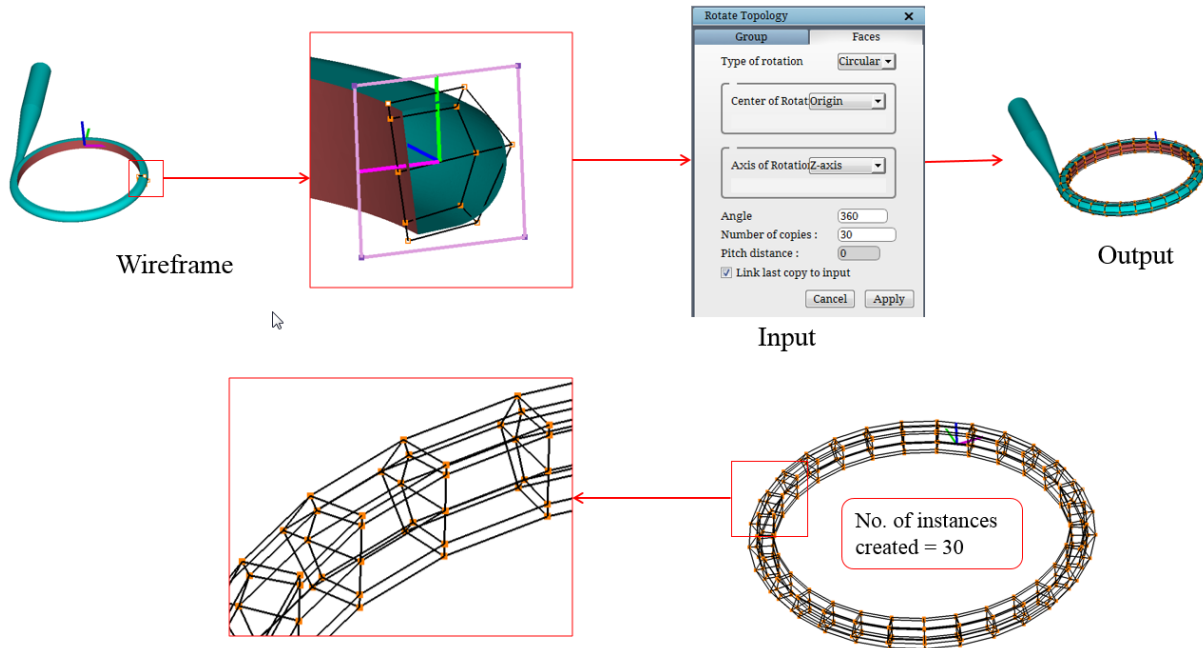 Rotate Topology
Group
Faces
Type of rotation
Circular
Center of Rotat
Origin
Axis of Rotatio
Z-axis
Angle
360
Number of copies :
30
Pitch distance :
0
Link last copy to input
Cancel
Apply
Wireframe
Input
Output
No. of instances
created = 30